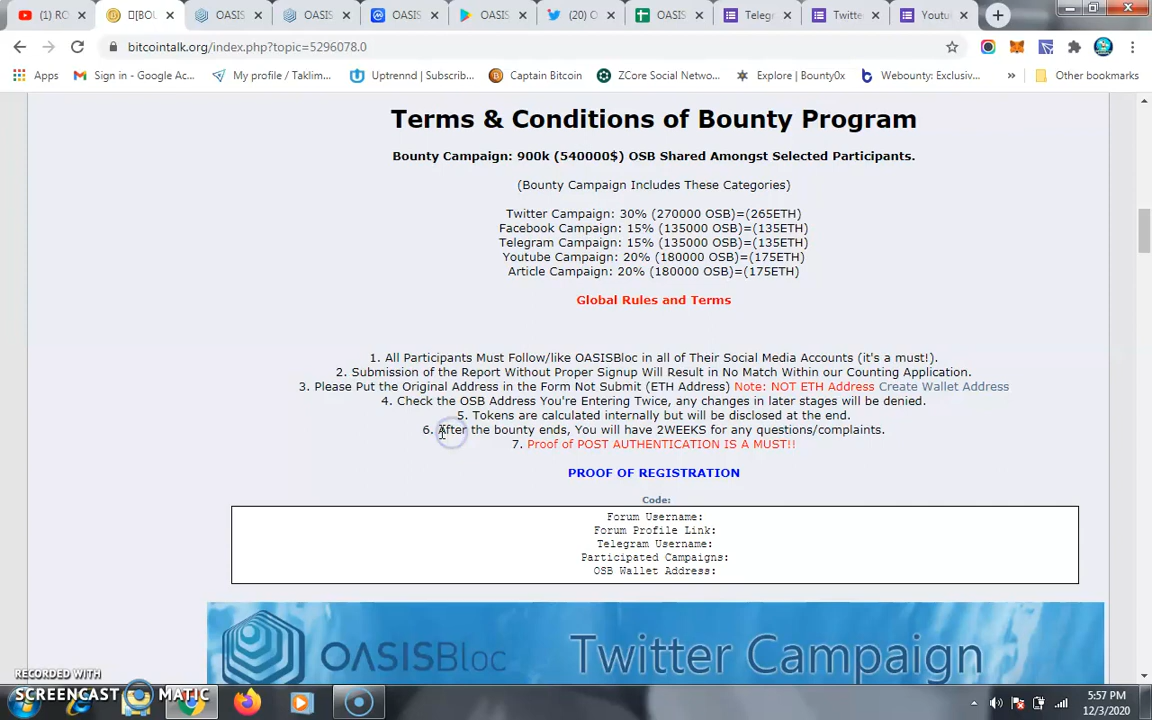 (1) RC
[BOU
OASIS
OASIS
OASIS
OASIS
(20) O
OASIS
Telegr
Twitte
Youtu
bitcointalk.org/index.php?topic=5296078.0
Apps
Sign in - Google Ac...
My profile / Taklim...
Uptrennd | Subscrib...
Captain Bitcoin
ZCore Social Netwo...
Explore | Bounty0x
Webounty: Exclusiv...
»
Other bookmarks
Terms & Conditions of Bounty Program
Bounty Campaign: 900k (540000$) OSB Shared Amongst Selected Participants.
(Bounty Campaign Includes These Categories)
Twitter Campaign: 30% (270000 OSB)=(265ETH)
Facebook Campaign: 15% (135000 OSB)=(135ETH)
Telegram Campaign: 15% (135000 OSB)=(135ETH)
Youtube Campaign: 20% (180000 OSB)=(175ETH)
Article Campaign: 20% (180000 OSB)=(175ETH)
Global Rules and Terms
1. All Participants Must Follow/like OASISBloc in all of Their Social Media Accounts (it's a must!).
2. Submission of the Report Without Proper Signup Will Result in No Match Within our Counting Application.
3. Please Put the Original Address in the Form Not Submit (ETH Address) Note: NOT ETH Address Create Wallet Address
4. Check the OSB Address You're Entering Twice, any changes in later stages will be denied.
5. Tokens are calculated internally but will be disclosed at the end.
6. After the bounty ends, You will have 2WEEKS for any questions/complaints.
7. Proof of POST AUTHENTICATION IS A MUST!!
PROOF OF REGISTRATION
Code:
Forum Username:
Forum Profile Link:
Telegram Username:
Participated Campaigns:
OSB Wallet Address:
OASISBloc Twitter Campaign
RECORDED WITH
SCREENCAST MATIC
5:57 PM
12/3/2020